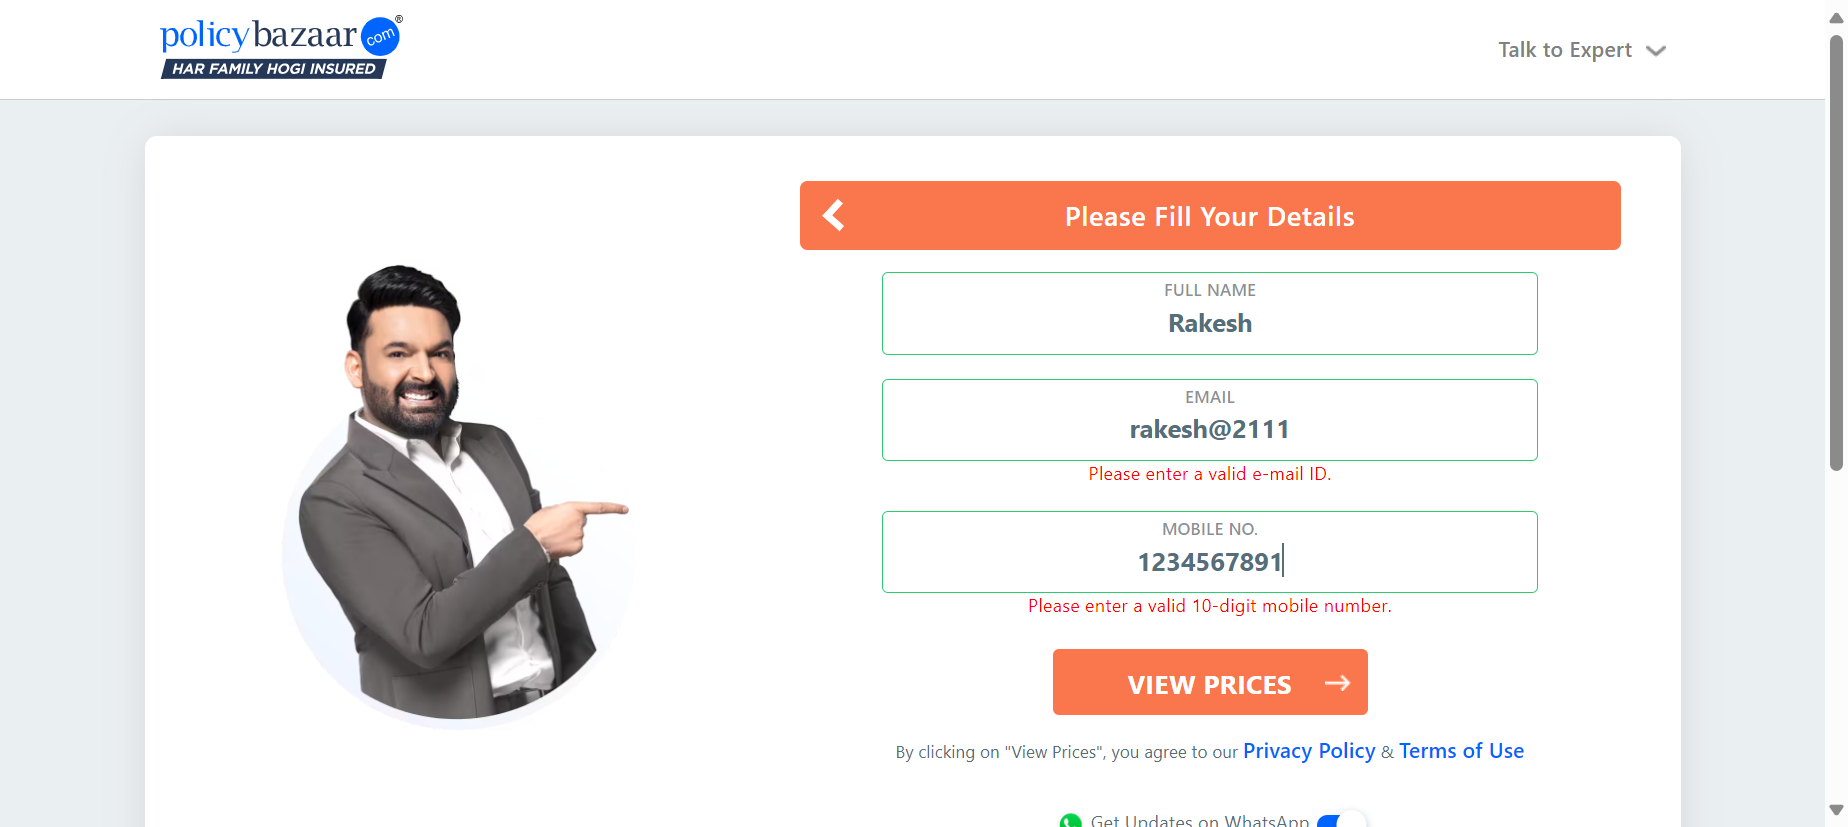 policybazaar com ®
HAR FAMILY HOGI INSURED
Talk to Expert
Please Fill Your Details
FULL NAME
Rakesh
EMAIL
rakesh@2111
Please enter a valid e-mail ID.
MOBILE NO.
1234567891
Please enter a valid 10-digit mobile number.
VIEW PRICES
By clicking on "View Prices", you agree to our Privacy Policy & Terms of Use
Get Updates on WhatsApp